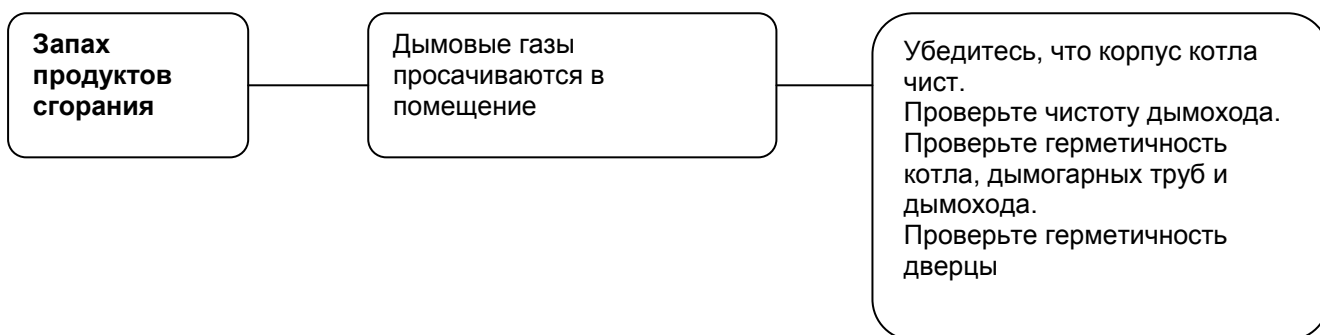 Запах
продуктов
сгорания
Дымовые газы
просачиваются в
помещение
Убедитесь, что корпус котла
чист.
Проверьте чистоту дымохода.
Проверьте герметичность
котла, дымогарных труб и
дымохода.
Проверьте герметичность
дверцы